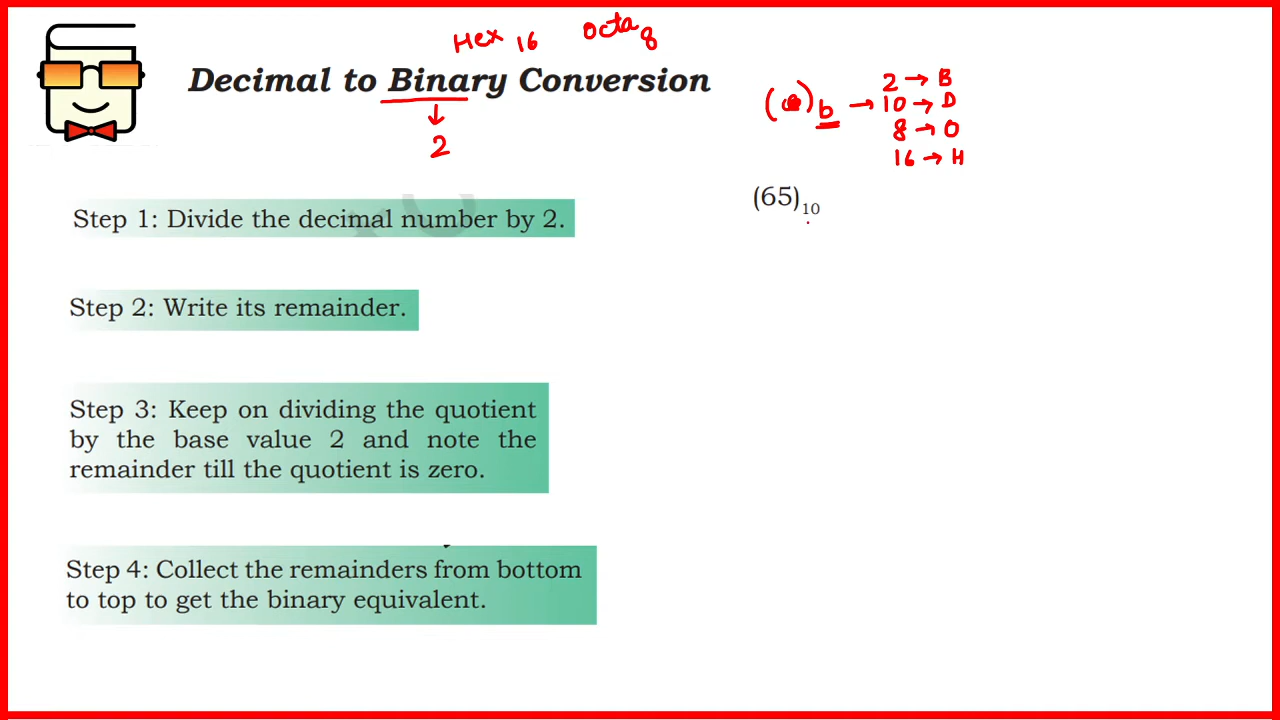 Hex 16 Octa 8
Decimal to Binary Conversion
2
( )b → 2 → B
10 → D
8 → O
16 → H
(65)10
Step 1: Divide the decimal number by 2.
Step 2: Write its remainder.
Step 3: Keep on dividing the quotient
by the base value 2 and note the
remainder till the quotient is zero.
Step 4: Collect the remainders from bottom
to top to get the binary equivalent.